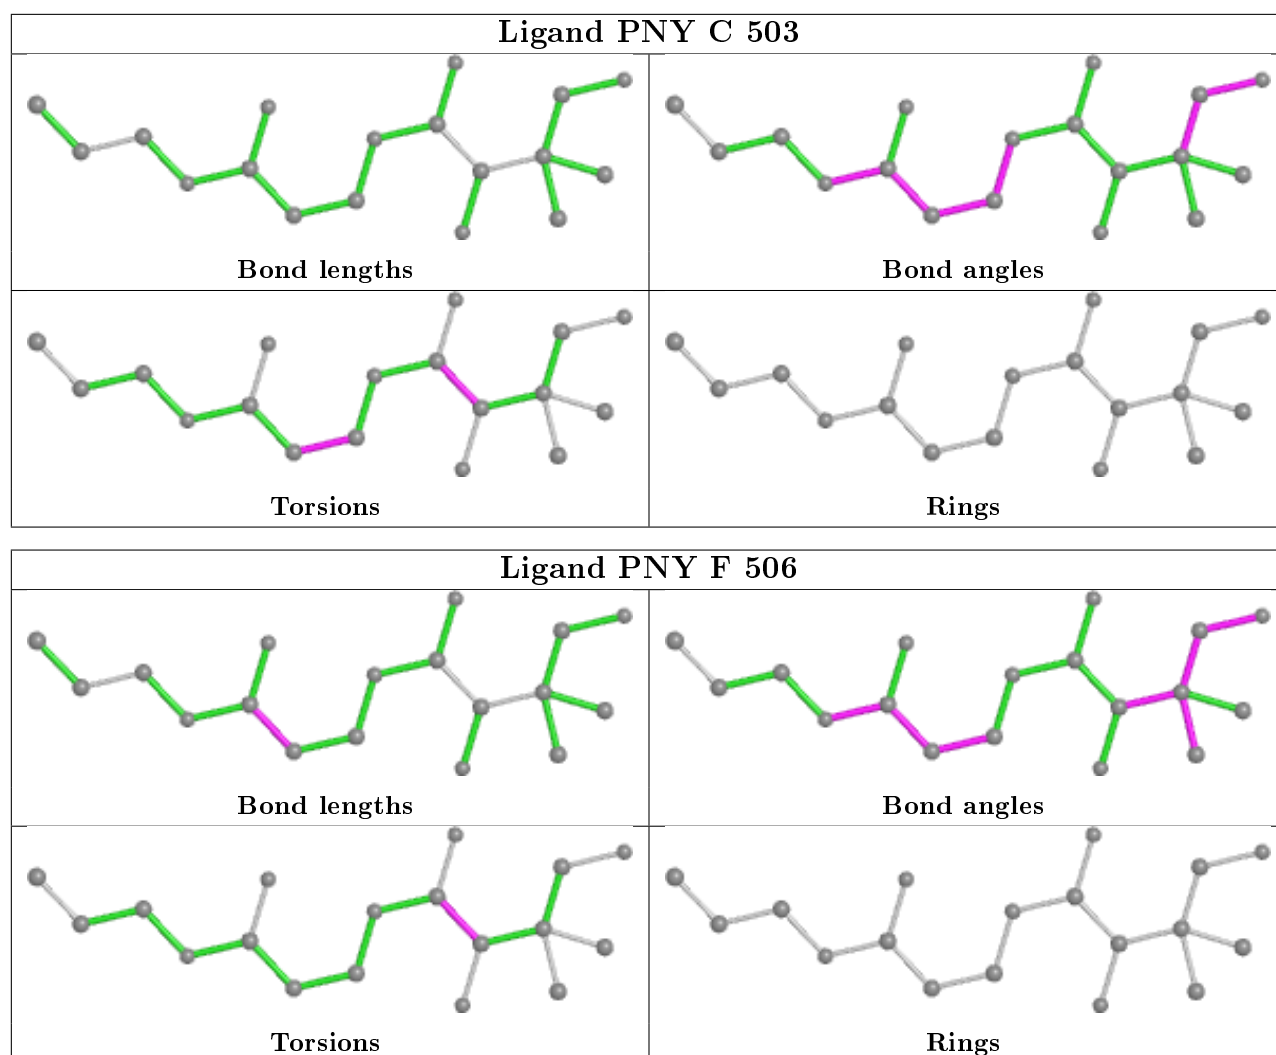 Ligand PNY C 503
Bond lengths
Bond angles
Torsions
Rings
Ligand PNY F 506
Bond lengths
Bond angles
Torsions
Rings